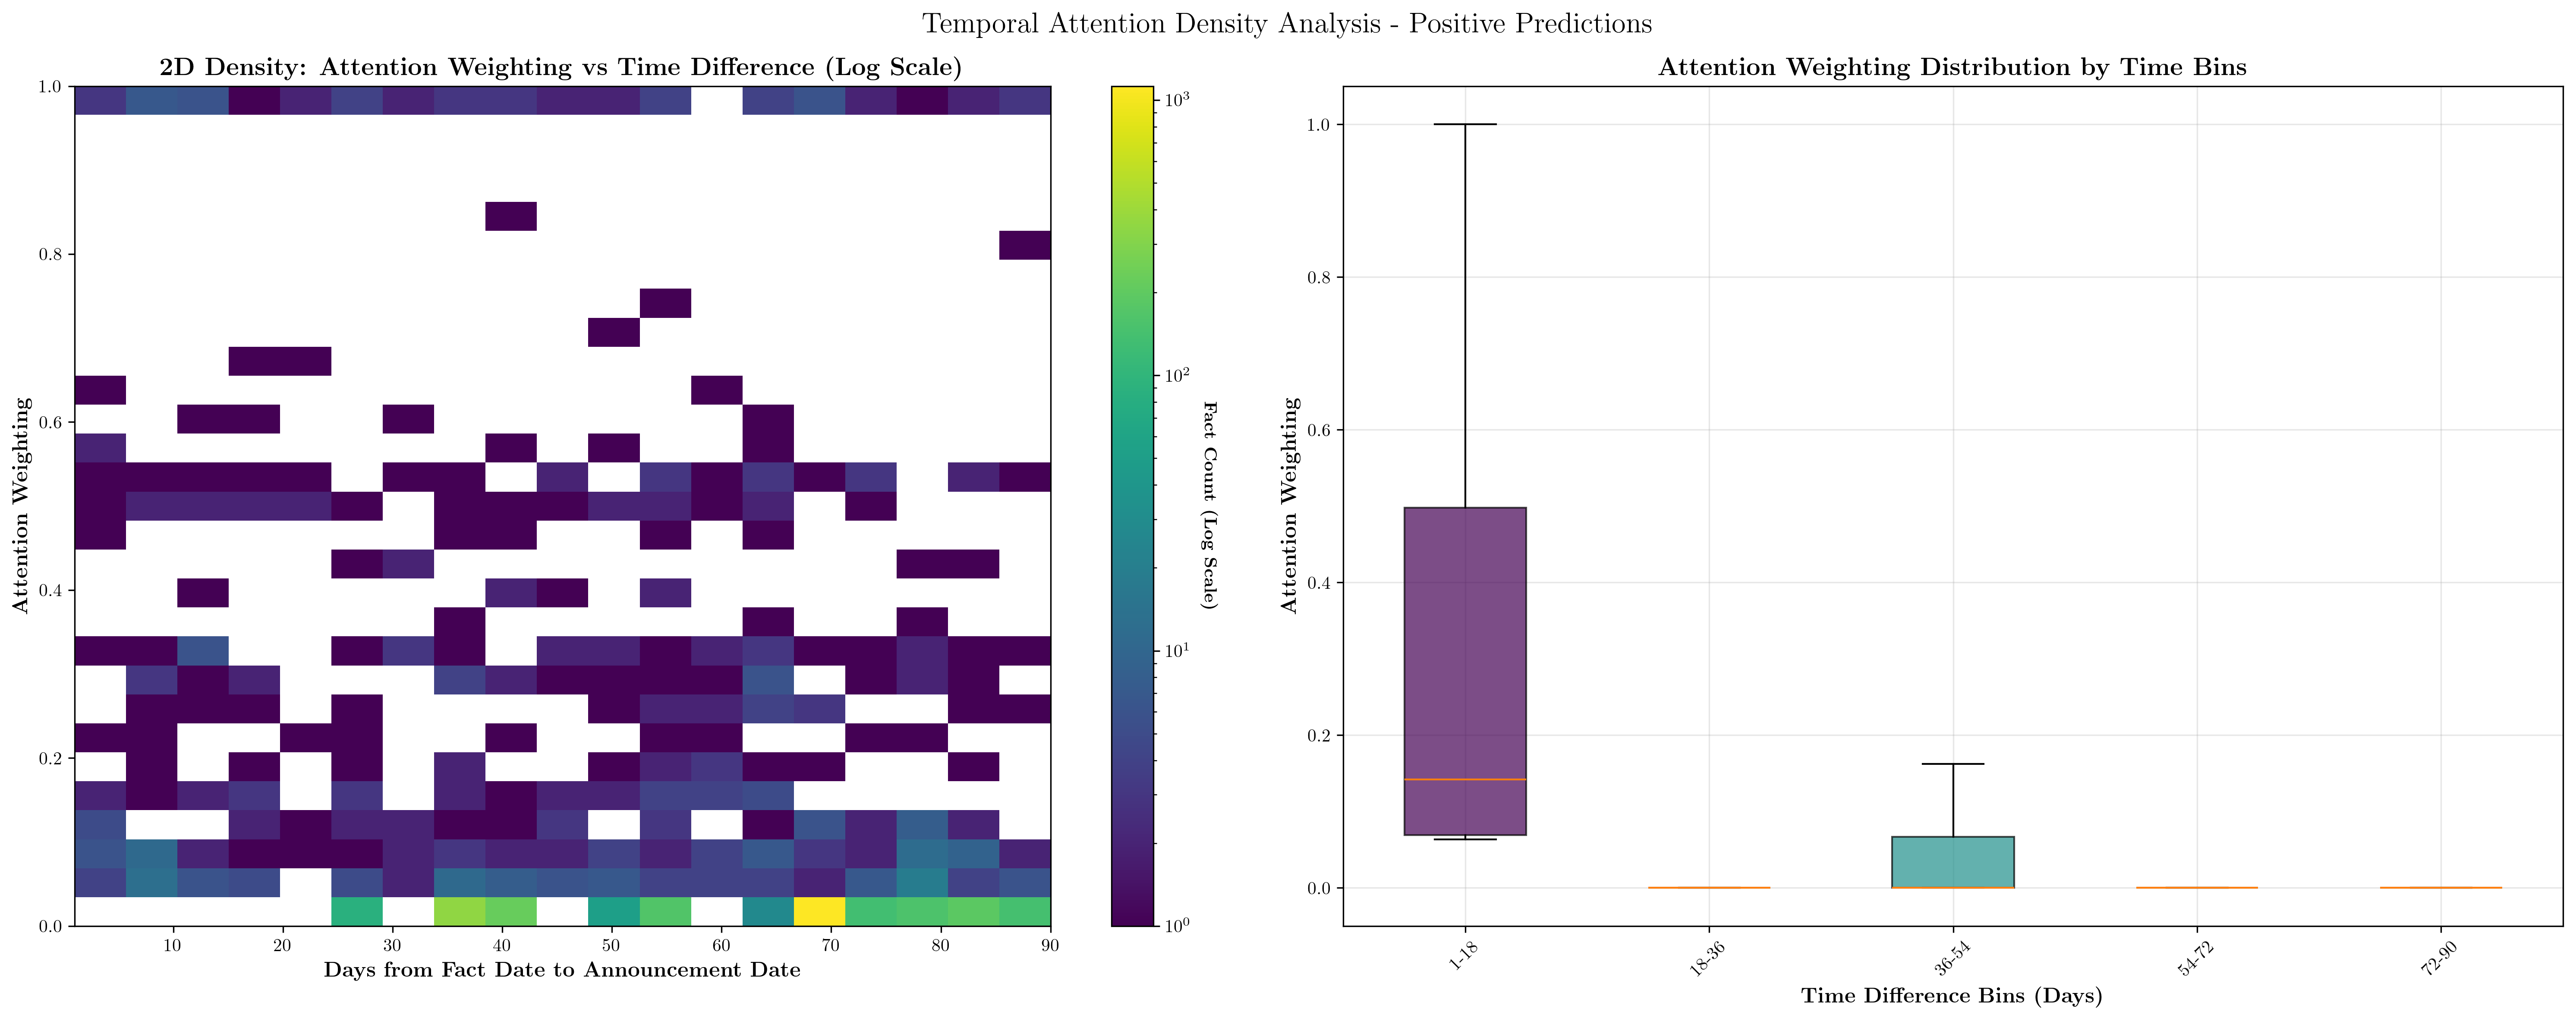 Temporal Attention Density Analysis - Positive Predictions
2D Density: Attention Weighting vs Time Difference (Log Scale)
Attention Weighting
1.0
0.8
0.6
0.4
0.2
0.0
10 20 30 40 50 60 70 80 90
Days from Fact Date to Announcement Date
10³
10²
10¹
10⁰
Fact Count (Log Scale)
Attention Weighting Distribution by Time Bins
Attention Weighting
1.0
0.8
0.6
0.4
0.2
0.0
1-18 18-36 36-54 54-72 72-90
Time Difference Bins (Days)